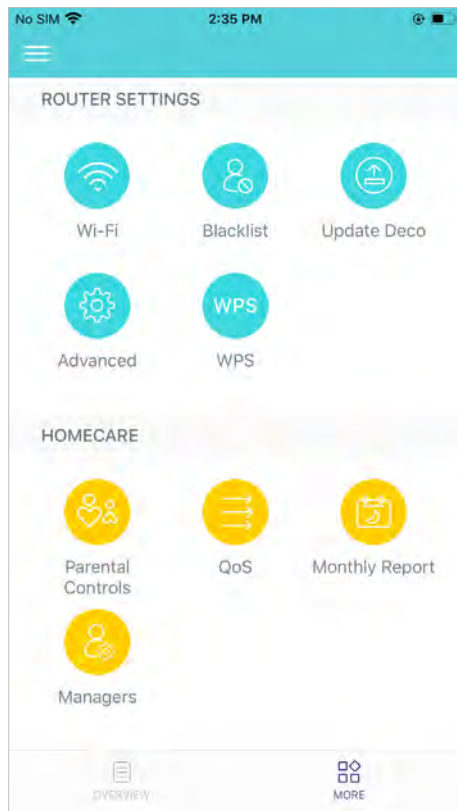 No SIM 2:35 PM
ROUTER SETTINGS
Wi-Fi Blacklist Update Deco
WPS
Advanced WPS
HOMECARE
Parental Controls QoS Monthly Report
Managers
OVERVIEW MORE